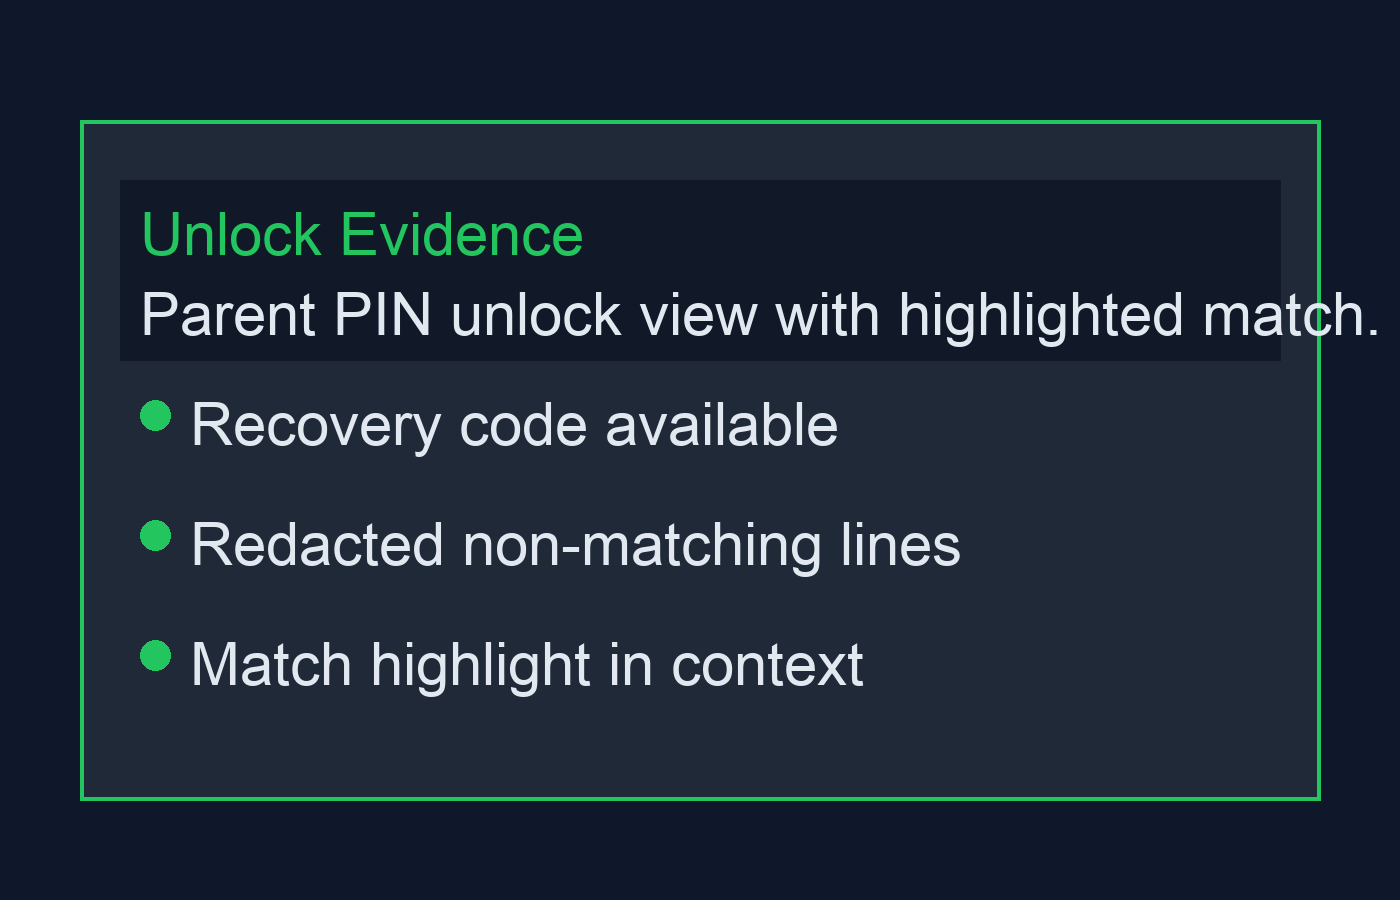 Unlock Evidence
Parent PIN unlock view with highlighted match.
Recovery code available
Redacted non-matching lines
Match highlight in context